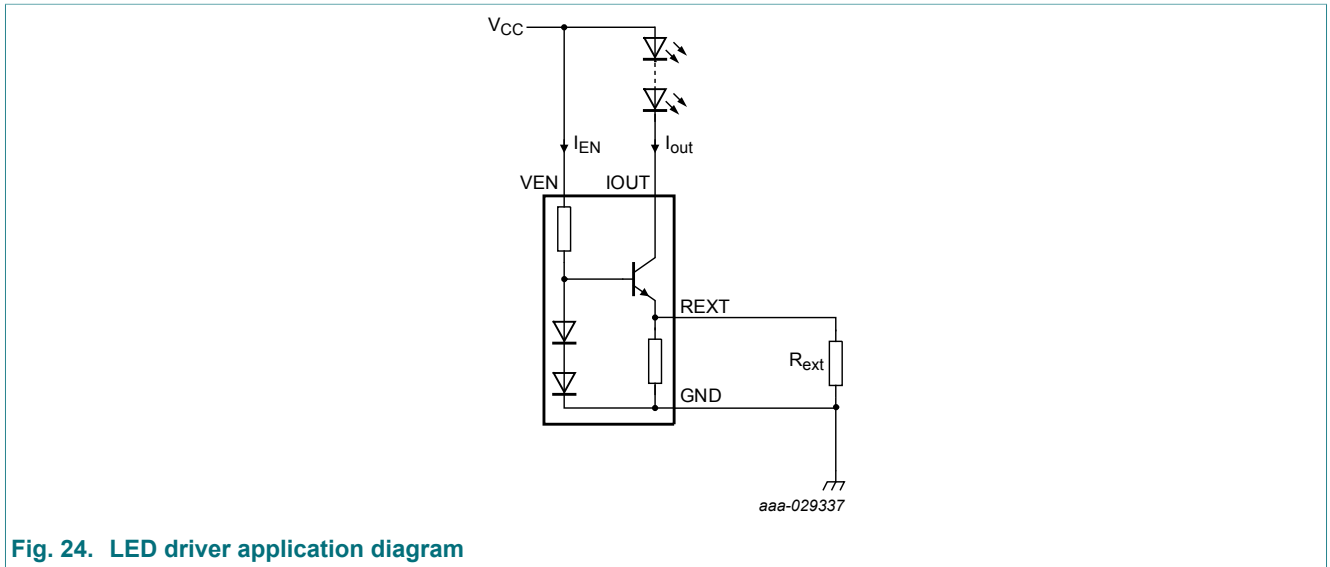 VCC
IEN
Iout
VEN IOUT
REXT
Rext
GND
aaa-029337
Fig. 24. LED driver application diagram